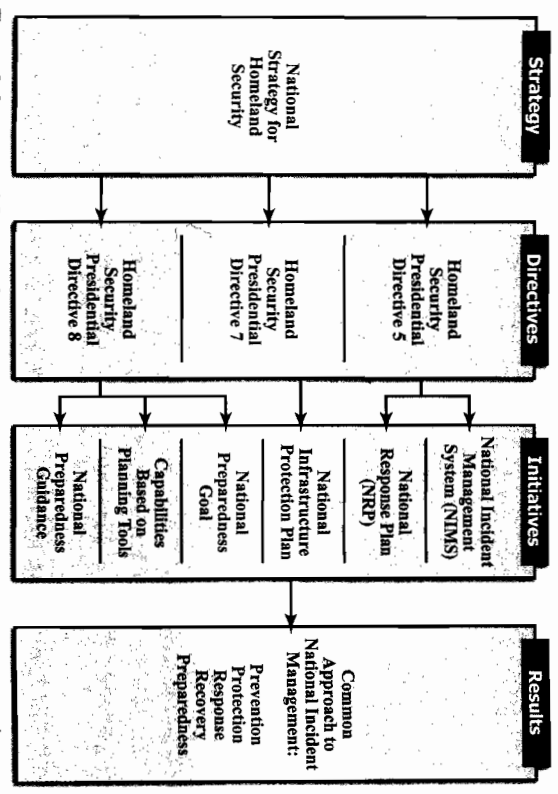 Strategy
National
Strategy for
Homeland
Security
Directives
Homeland
Security
Presidential
Directive 5
Homeland
Security
Presidential
Directive 7
Homeland
Security
Presidential
Directive 8
Initiatives
National Incident
Management
System (NIMS)
National
Response Plan
(NRP)
National
Infrastructure
Protection Plan
National
Preparedness
Goal
Capabilities
Based on
Planning Tools
National
Preparedness
Guidance
Results
Common
Approach to
National Incident
Management:
Prevention
Protection
Response
Recovery
Preparedness